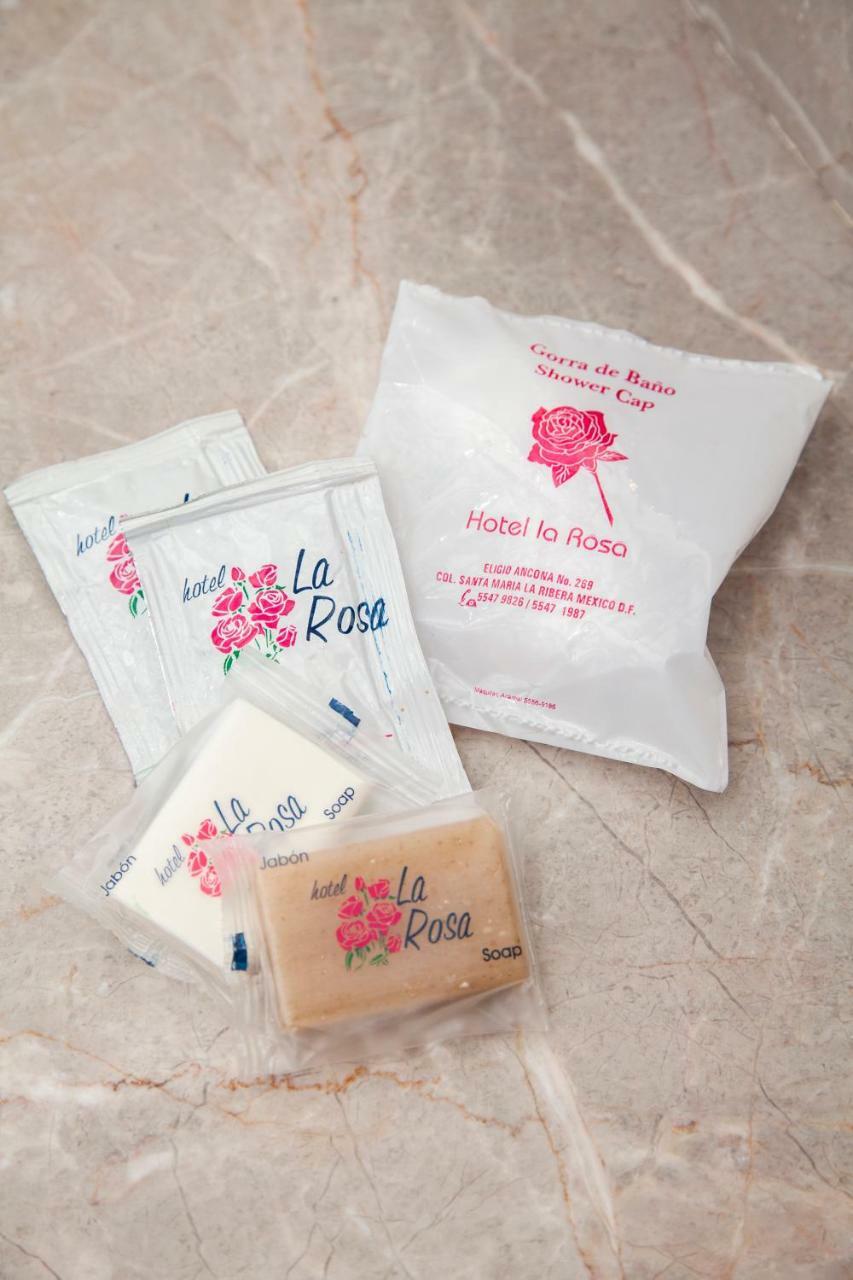 Gorra de Baño
Shower Cap
Hotel la Rosa
ELIGIO ANCONA No. 269
COL. SANTA MARIA LA RIBERA MEXICO D.F.
5547 9826 / 5547 1987
hotel
hotel
La
Rosa
Jabón
hotel
La
Rosa
Soap
Jabón
hotel
La
Rosa
Soap